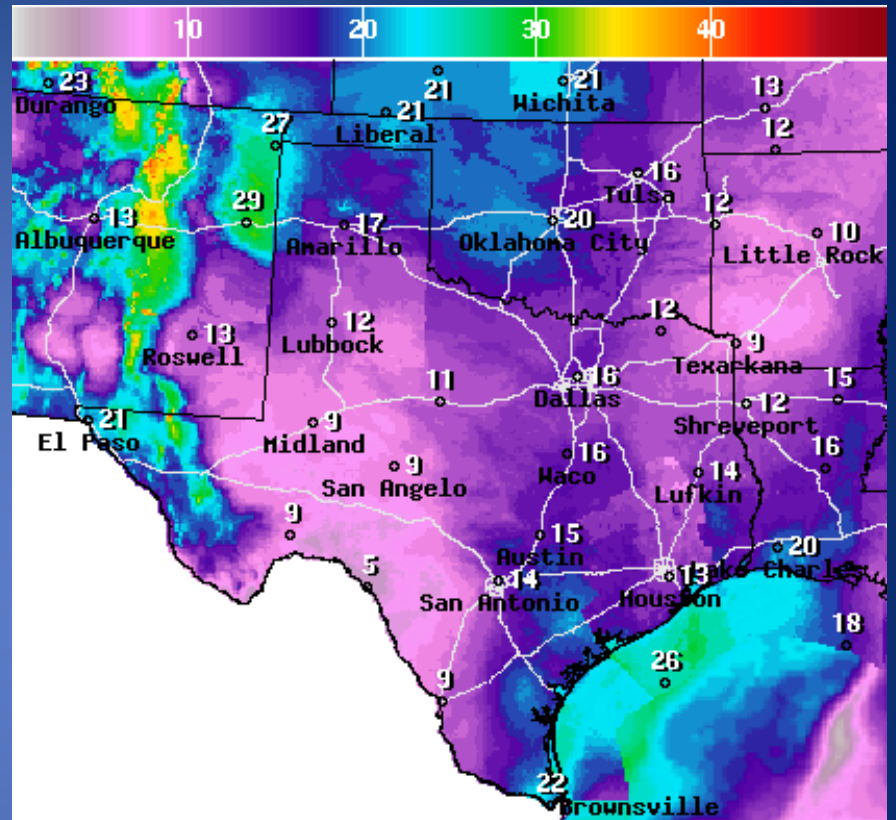 10 20 30 40
23 21 21 13
Durango 21 Wichita
27 Liberal 12
16
Tulsa
13 29 17 20 12 10
Albuquerque Amarillo Oklahoma City Little Rock
13 12 12 9
Roswell Lubbock Texarkana
16
Dallas
11 12 15
21 9 Shreveport
El Paso Midland
9 16 14 16
San Angelo Waco Lufkin
9 15 20
Austin Lake Charles
5 14 13
San Antonio Houston
18
9 26
22
Brownsville